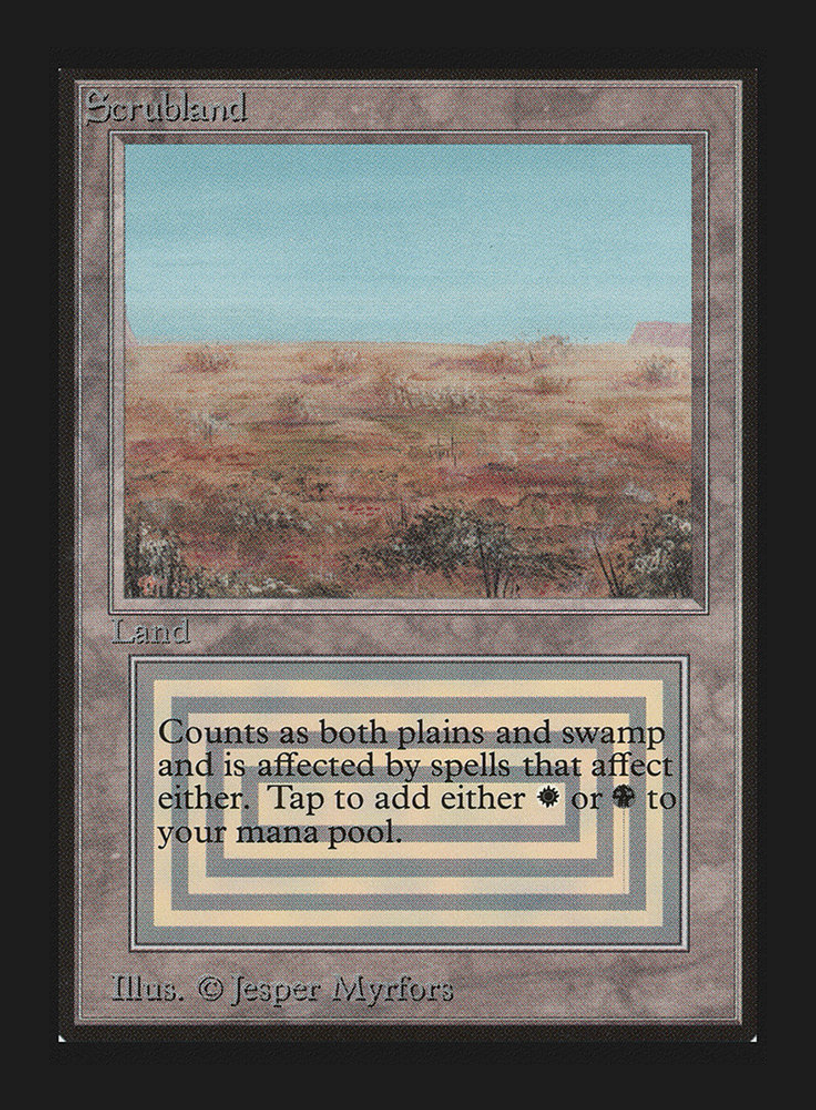 Scrubland
Land
Counts as both plains and swamp
and is affected by spells that affect
either. Tap to add either or to
your mana pool.
Illus. © Jesper Myrfors